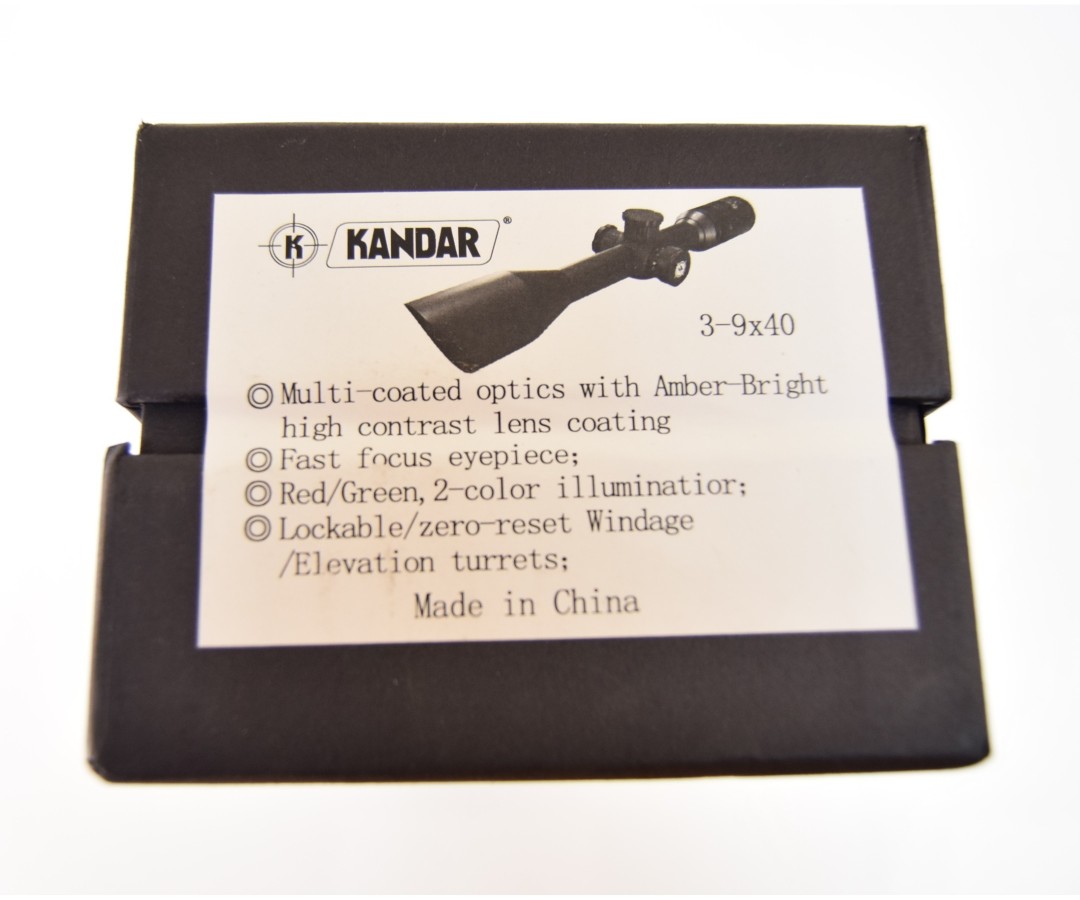 K KANDAR®
3-9x40
◎ Multi-coated optics with Amber-Bright
high contrast lens coating
◎ Fast focus eyepiece;
◎ Red/Green, 2-color illuminatior;
◎ Lockable/zero-reset Windage
/Elevation turrets;
Made in China